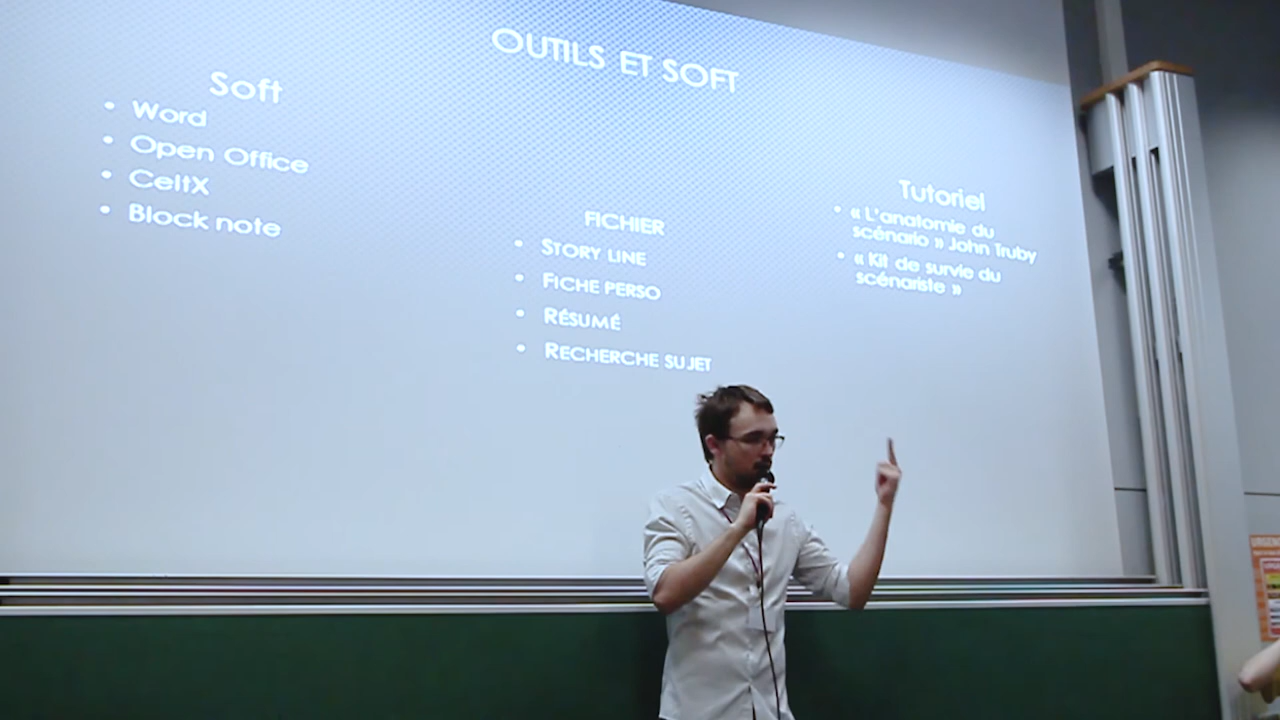 OUTILS ET SOFT
Soft
• Word
• Open Office
• CeltX
• Block note
FICHIER
• STORY LINE
• FICHE PERSO
• RÉSUMÉ
• RECHERCHE SUJET
Tutoriel
• « L'anatomie du
scénario » John Truby
• « Kit de survie du
scénariste »